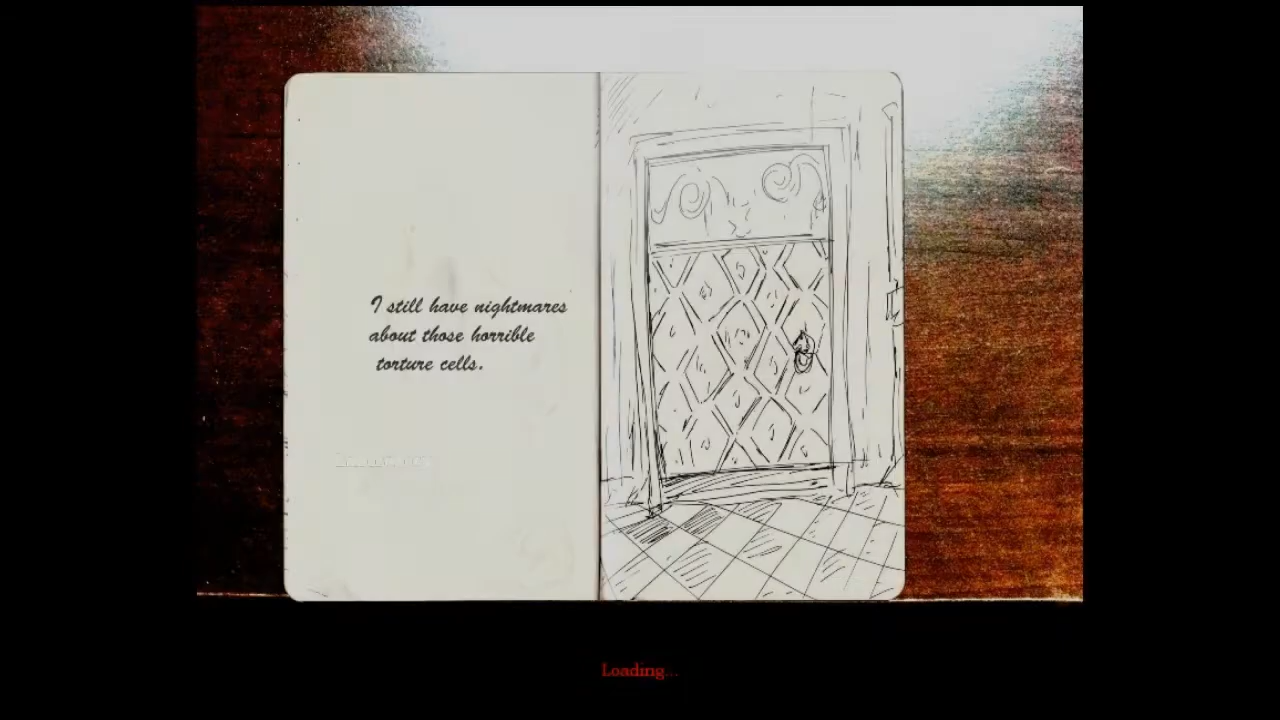 I still have nightmares
about those horrible
torture cells.
Loading...